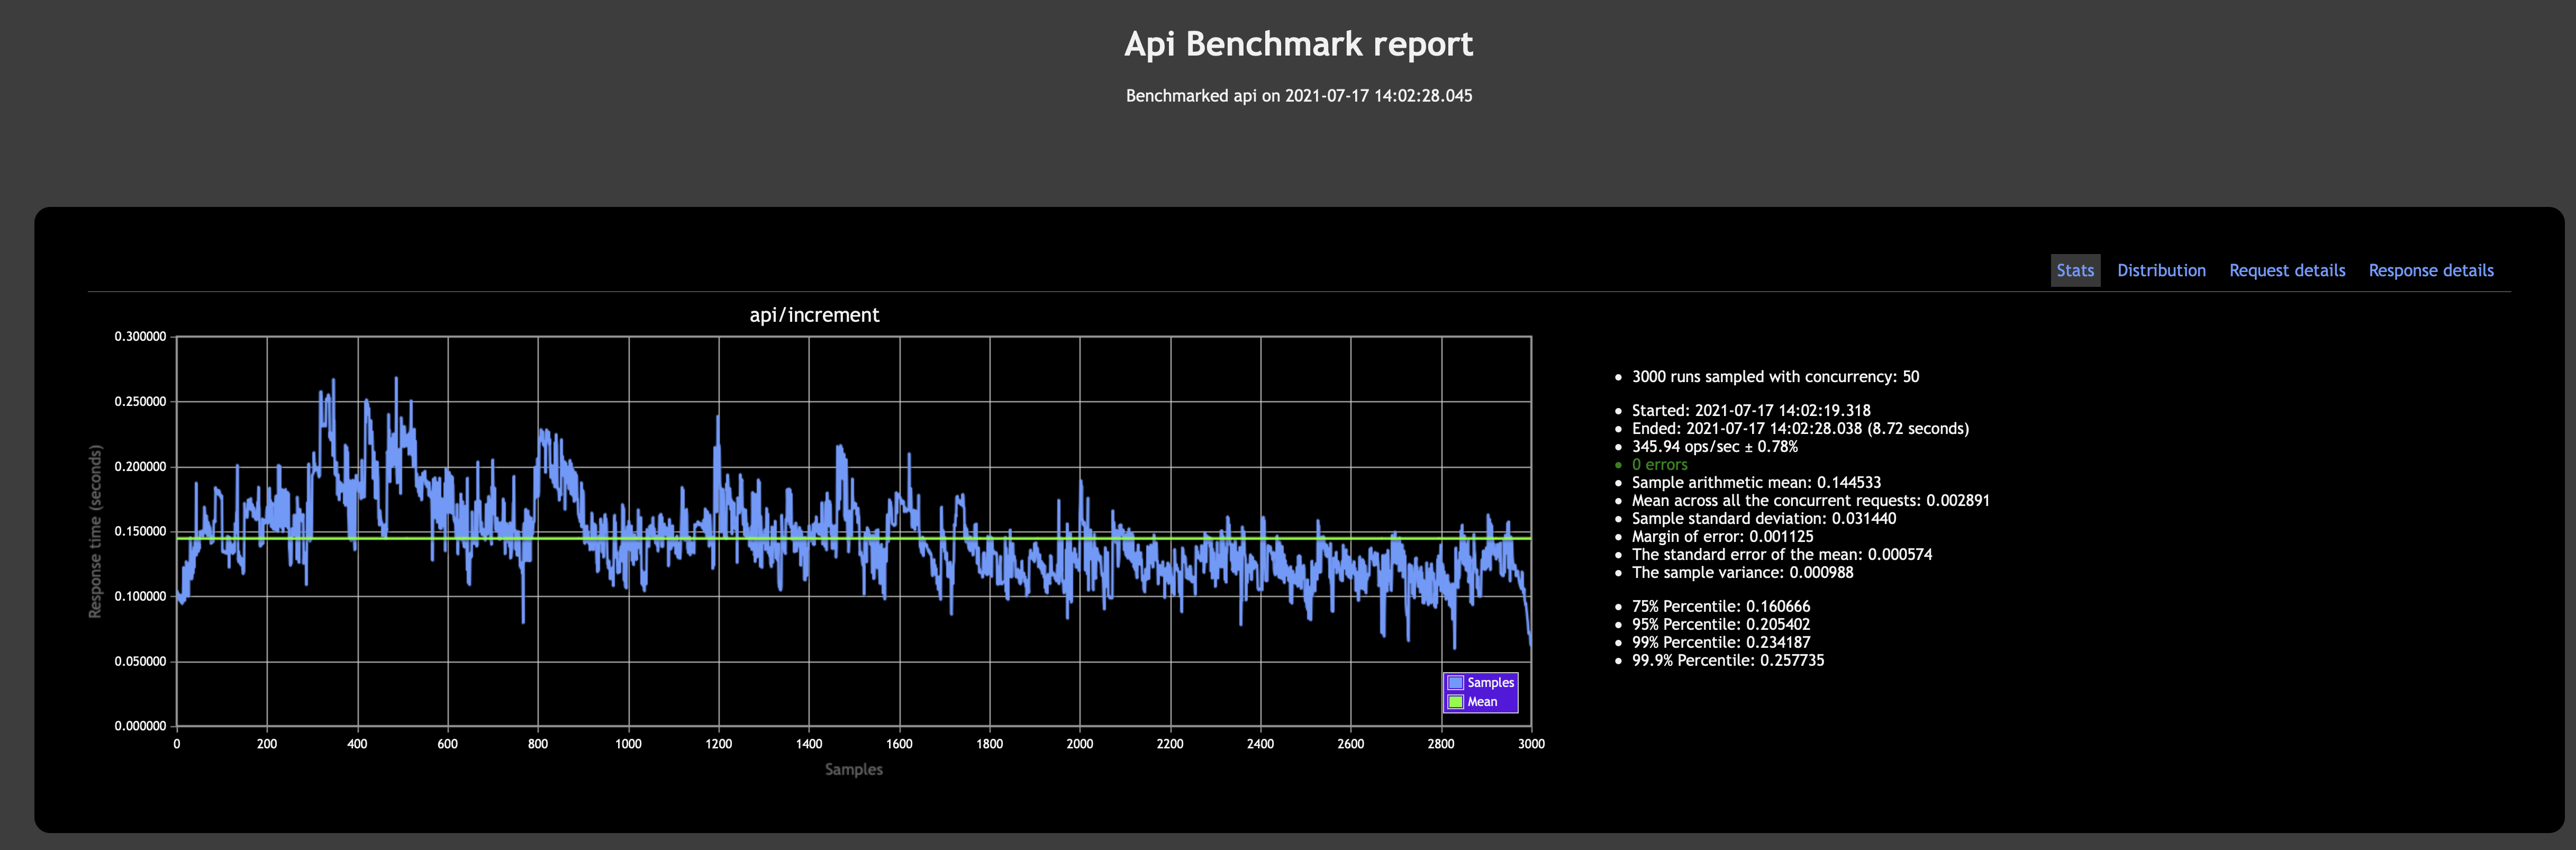 Api Benchmark report
Benchmarked api on 2021-07-17 14:02:28.045
Stats
Distribution
Request details
Response details
api/increment
0.300000
0.250000
0.200000
0.150000
0.100000
0.050000
0.000000
Response time (seconds)
0
200
400
600
800
1000
1200
1400
1600
1800
2000
2200
2400
2600
2800
3000
Samples
Samples
Mean
3000 runs sampled with concurrency: 50
Started: 2021-07-17 14:02:19.318
Ended: 2021-07-17 14:02:28.038 (8.72 seconds)
345.94 ops/sec ± 0.78%
0 errors
Sample arithmetic mean: 0.144533
Mean across all the concurrent requests: 0.002891
Sample standard deviation: 0.031440
Margin of error: 0.001125
The standard error of the mean: 0.000574
The sample variance: 0.000988
75% Percentile: 0.160666
95% Percentile: 0.205402
99% Percentile: 0.234187
99.9% Percentile: 0.257735